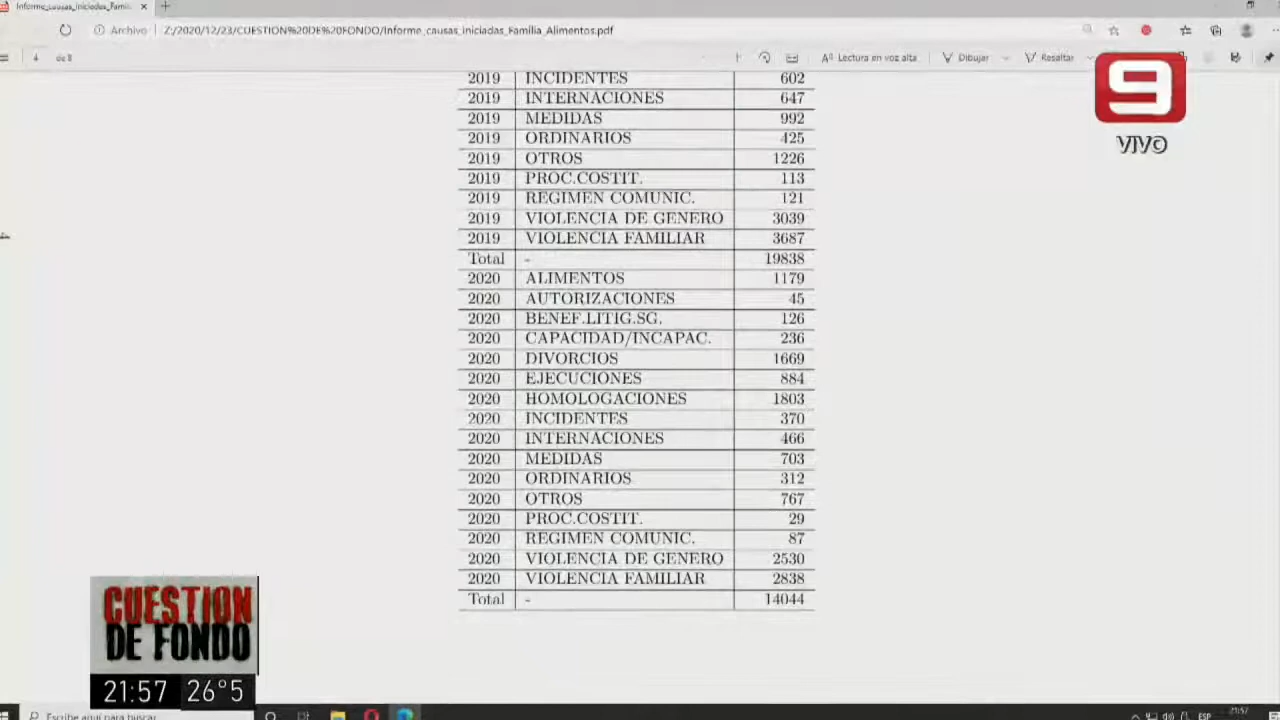 Informe_causas_iniciadas_Famili
Archivo Z:/2020/12/23/CUESTION%20DE%20FONDO/Informe_causas_iniciadas_Familia_Alimentos.pdf
4 de 8 Lectura en voz alta Dibujar Resaltar
2019 INCIDENTES 602
2019 INTERNACIONES 647
2019 MEDIDAS 992
2019 ORDINARIOS 425
2019 OTROS 1226
2019 PROC.COSTIT. 113
2019 REGIMEN COMUNIC. 121
2019 VIOLENCIA DE GENERO 3039
2019 VIOLENCIA FAMILIAR 3687
Total - 19838
2020 ALIMENTOS 1179
2020 AUTORIZACIONES 45
2020 BENEF.LITIG.SG. 126
2020 CAPACIDAD/INCAPAC. 236
2020 DIVORCIOS 1669
2020 EJECUCIONES 884
2020 HOMOLOGACIONES 1803
2020 INCIDENTES 370
2020 INTERNACIONES 466
2020 MEDIDAS 703
2020 ORDINARIOS 312
2020 OTROS 767
2020 PROC.COSTIT. 29
2020 REGIMEN COMUNIC. 87
2020 VIOLENCIA DE GENERO 2530
2020 VIOLENCIA FAMILIAR 2838
Total - 14044
9
VIVO
CUESTION
DE FONDO
21:57 26°5
Escribe aquí para buscar
ESP 21:57